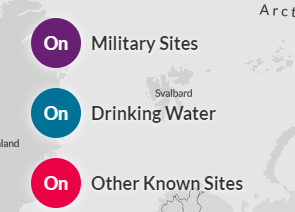 Arct
On Military Sites
Svalbard
On Drinking Water
land
On Other Known Sites